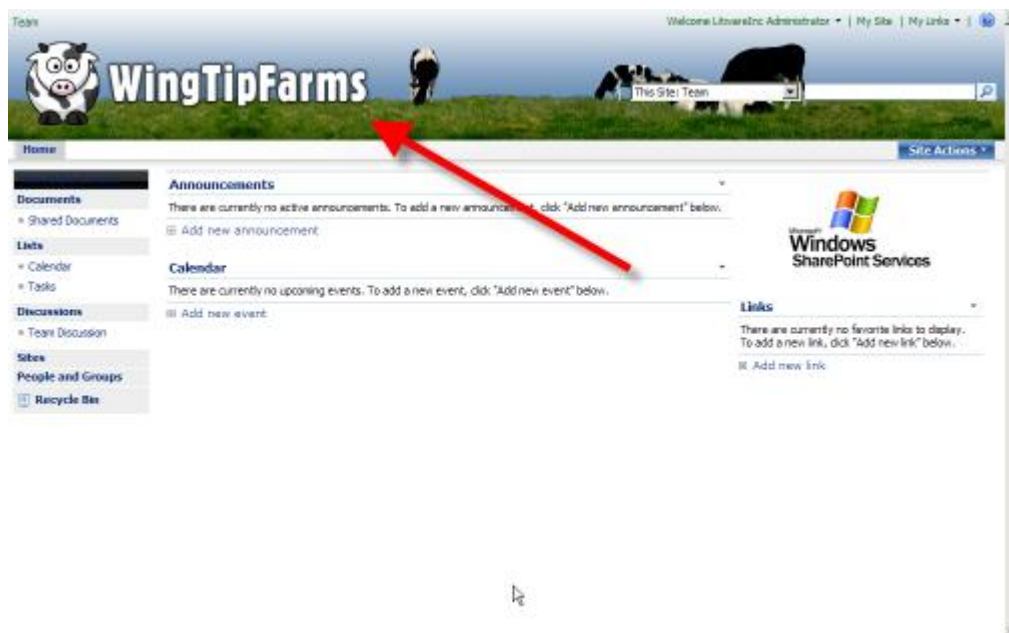 Team
Welcome LitwareInc Administrator | My Site | My Links |
WingTipFarms
This Site: Team
Home
Site Actions
Documents
Shared Documents
Lists
Calendar
Tasks
Discussions
Team Discussion
Sites
People and Groups
Recycle Bin
Announcements
There are currently no active announcements. To add a new announcement, click "Add new announcement" below.
Add new announcement
Calendar
There are currently no upcoming events. To add a new event, click "Add new event" below.
Add new event
Microsoft
Windows
SharePoint Services
Links
There are currently no favorite links to display.
To add a new link, click "Add new link" below.
Add new link